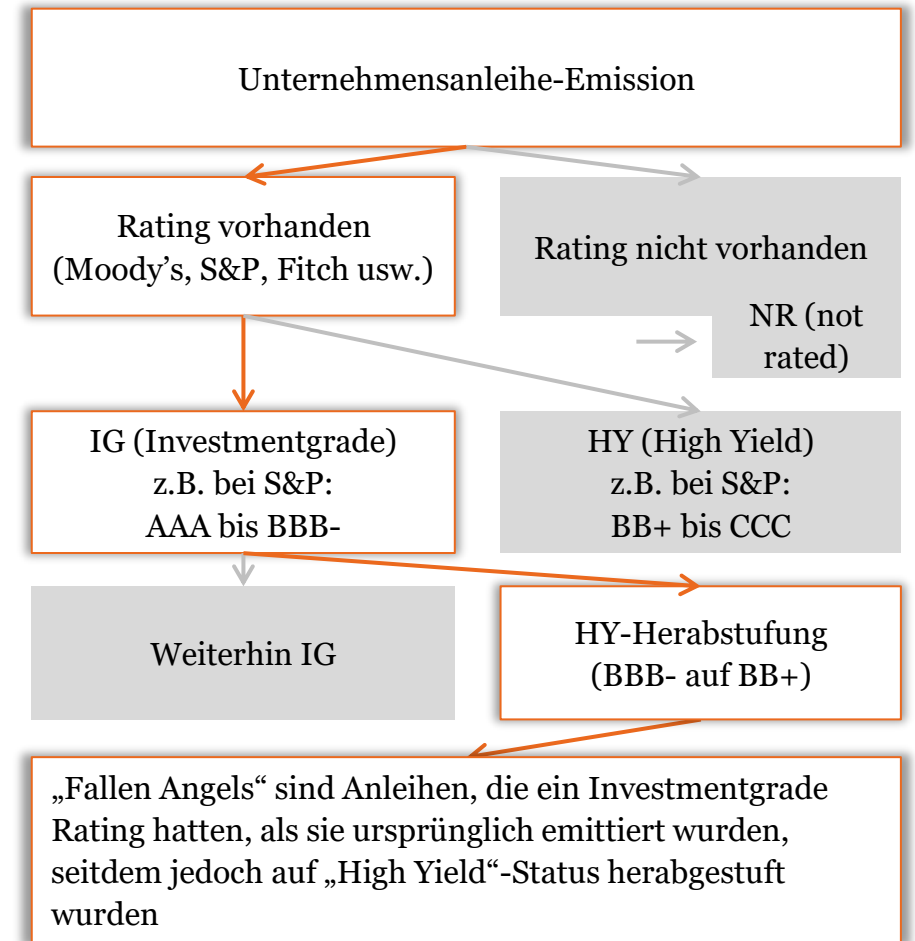 Unternehmensanleihe-Emission
Rating vorhanden
(Moody’s, S&P, Fitch usw.)
Rating nicht vorhanden
NR (not
rated)
IG (Investmentgrade)
z.B. bei S&P:
AAA bis BBB-
HY (High Yield)
z.B. bei S&P:
BB+ bis CCC
Weiterhin IG
HY-Herabstufung
(BBB- auf BB+)
„Fallen Angels“ sind Anleihen, die ein Investmentgrade
Rating hatten, als sie ursprünglich emittiert wurden,
seitdem jedoch auf „High Yield“-Status herabgestuft
wurden